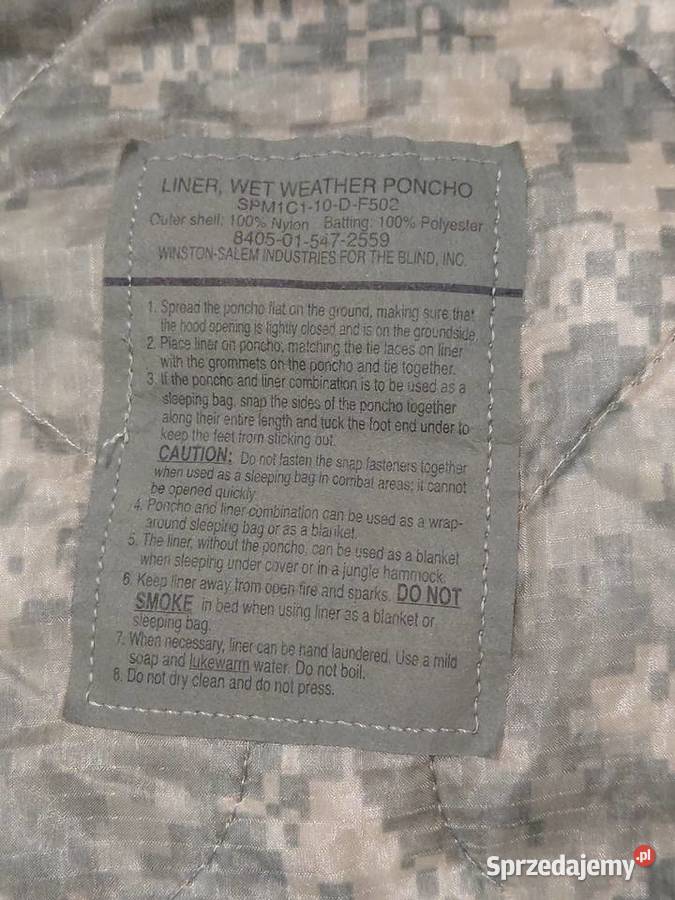 LINER, WET WEATHER PONCHO
SPM1C1-10-D-F502
Outer shell: 100% Nylon Batting: 100% Polyester
8405-01-547-2559
WINSTON-SALEM INDUSTRIES FOR THE BLIND, INC.
1. Spread the poncho flat on the ground, making sure that
the hood opening is tightly closed and is on the groundside.
2. Place liner on poncho, matching the tie laces on liner
with the grommets on the poncho and tie together.
3. If the poncho and liner combination is to be used as a
sleeping bag, snap the sides of the poncho together
along their entire length and tuck the foot end under to
keep the feet from sticking out.
CAUTION: Do not fasten the snap fasteners together
when used as a sleeping bag in combat areas; it cannot
be opened quickly.
4. Poncho and liner combination can be used as a wrap-
around sleeping bag or as a blanket.
5. The liner, without the poncho, can be used as a blanket
when sleeping under cover or in a jungle hammock.
6. Keep liner away from open fire and sparks. DO NOT
SMOKE in bed when using liner as a blanket or
sleeping bag.
7. When necessary, liner can be hand laundered. Use a mild
soap and lukewarm water. Do not boil.
8. Do not dry clean and do not press.
Sprzedajemy.pl